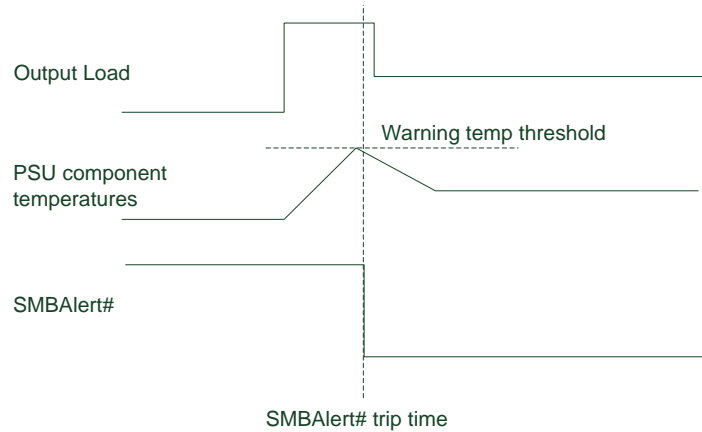 Output Load
Warning temp threshold
PSU component
temperatures
SMBAlert#
SMBAlert# trip time